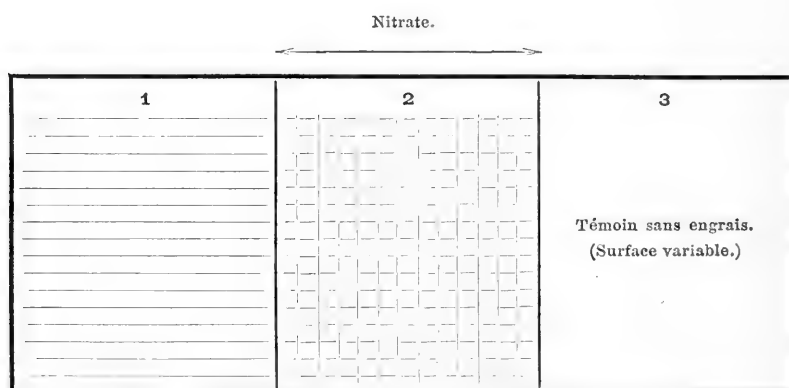 Nitrate.
1 2 3
Témoin sans engrais.
(Surface variable.)